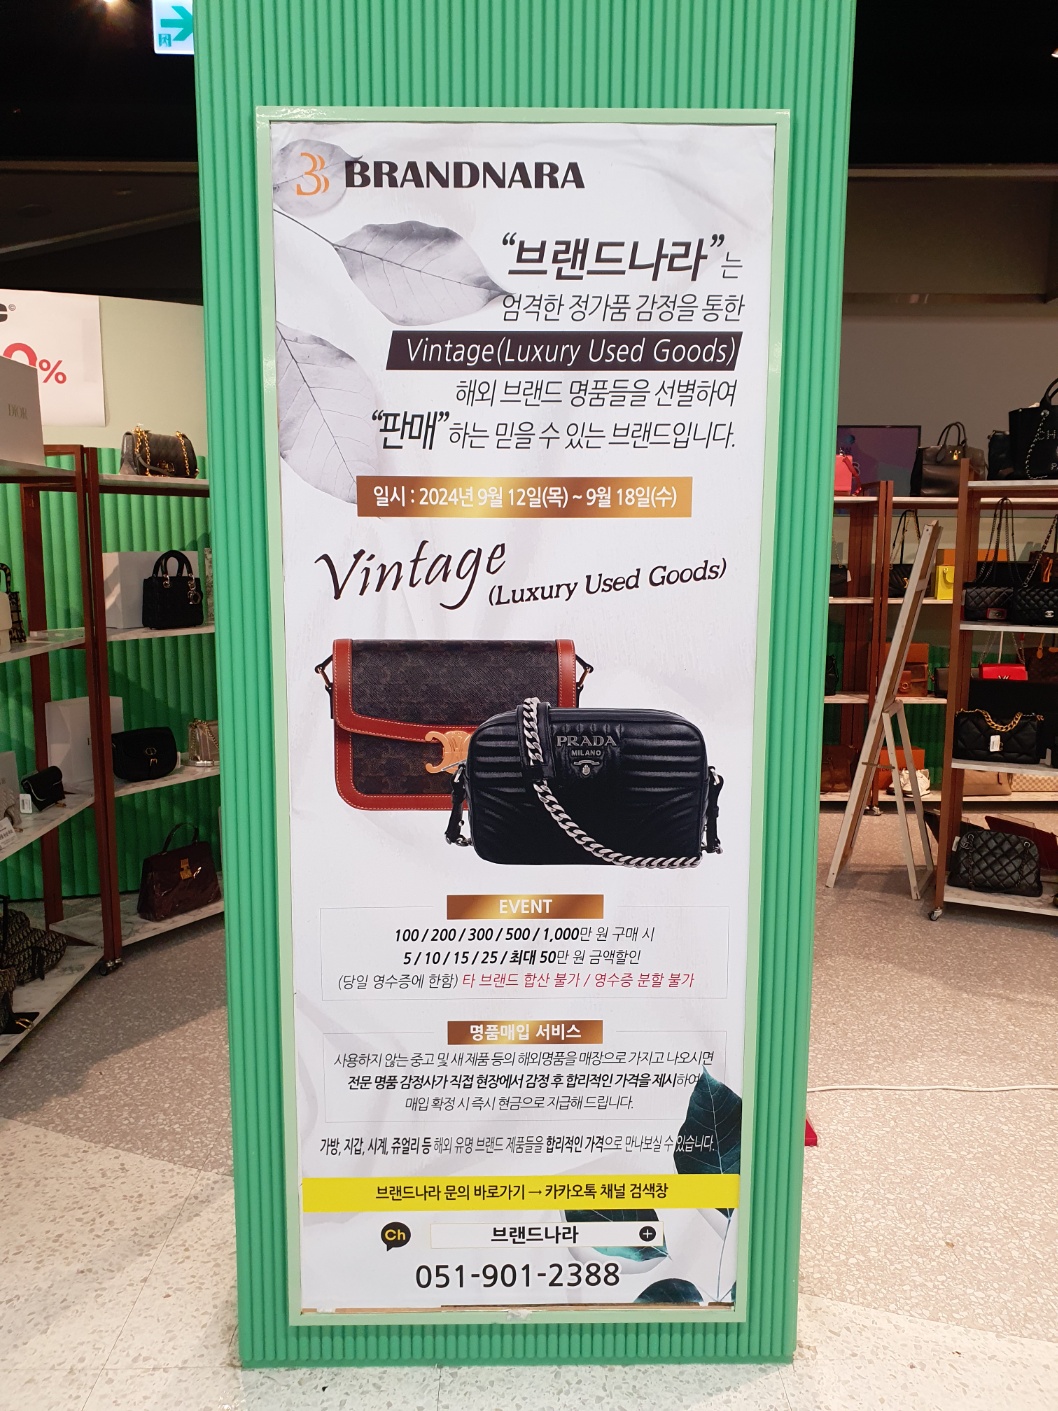 BRANDNARA
“브랜드나라”는
엄격한 정가품 감정을 통한
Vintage(Luxury Used Goods)
해외 브랜드 명품들을 선별하여
“판매”하는 믿을 수 있는 브랜드입니다.
일시 : 2024년 9월 12일(목) ~ 9월 18일(수)
Vintage
(Luxury Used Goods)
PRADA
MILANO
EVENT
100 / 200 / 300 / 500 / 1,000만 원 구매 시
5 / 10 / 15 / 25 / 최대 50만 원 금액할인
(당일 영수증에 한함) 타 브랜드 합산 불가 / 영수증 분할 불가
명품매입 서비스
사용하지 않는 중고 및 새 제품 등의 해외명품을 매장으로 가지고 나오시면
전문 명품 감정사가 직접 현장에서 감정 후 합리적인 가격을 제시하여
매입 확정 시 즉시 현금으로 지급해 드립니다.
가방, 지갑, 시계, 쥬얼리 등 해외 유명 브랜드 제품들을 합리적인 가격으로 만나보실 수 있습니다.
브랜드나라 문의 바로가기 → 카카오톡 채널 검색창
Ch 브랜드나라
051-901-2388
DIOR